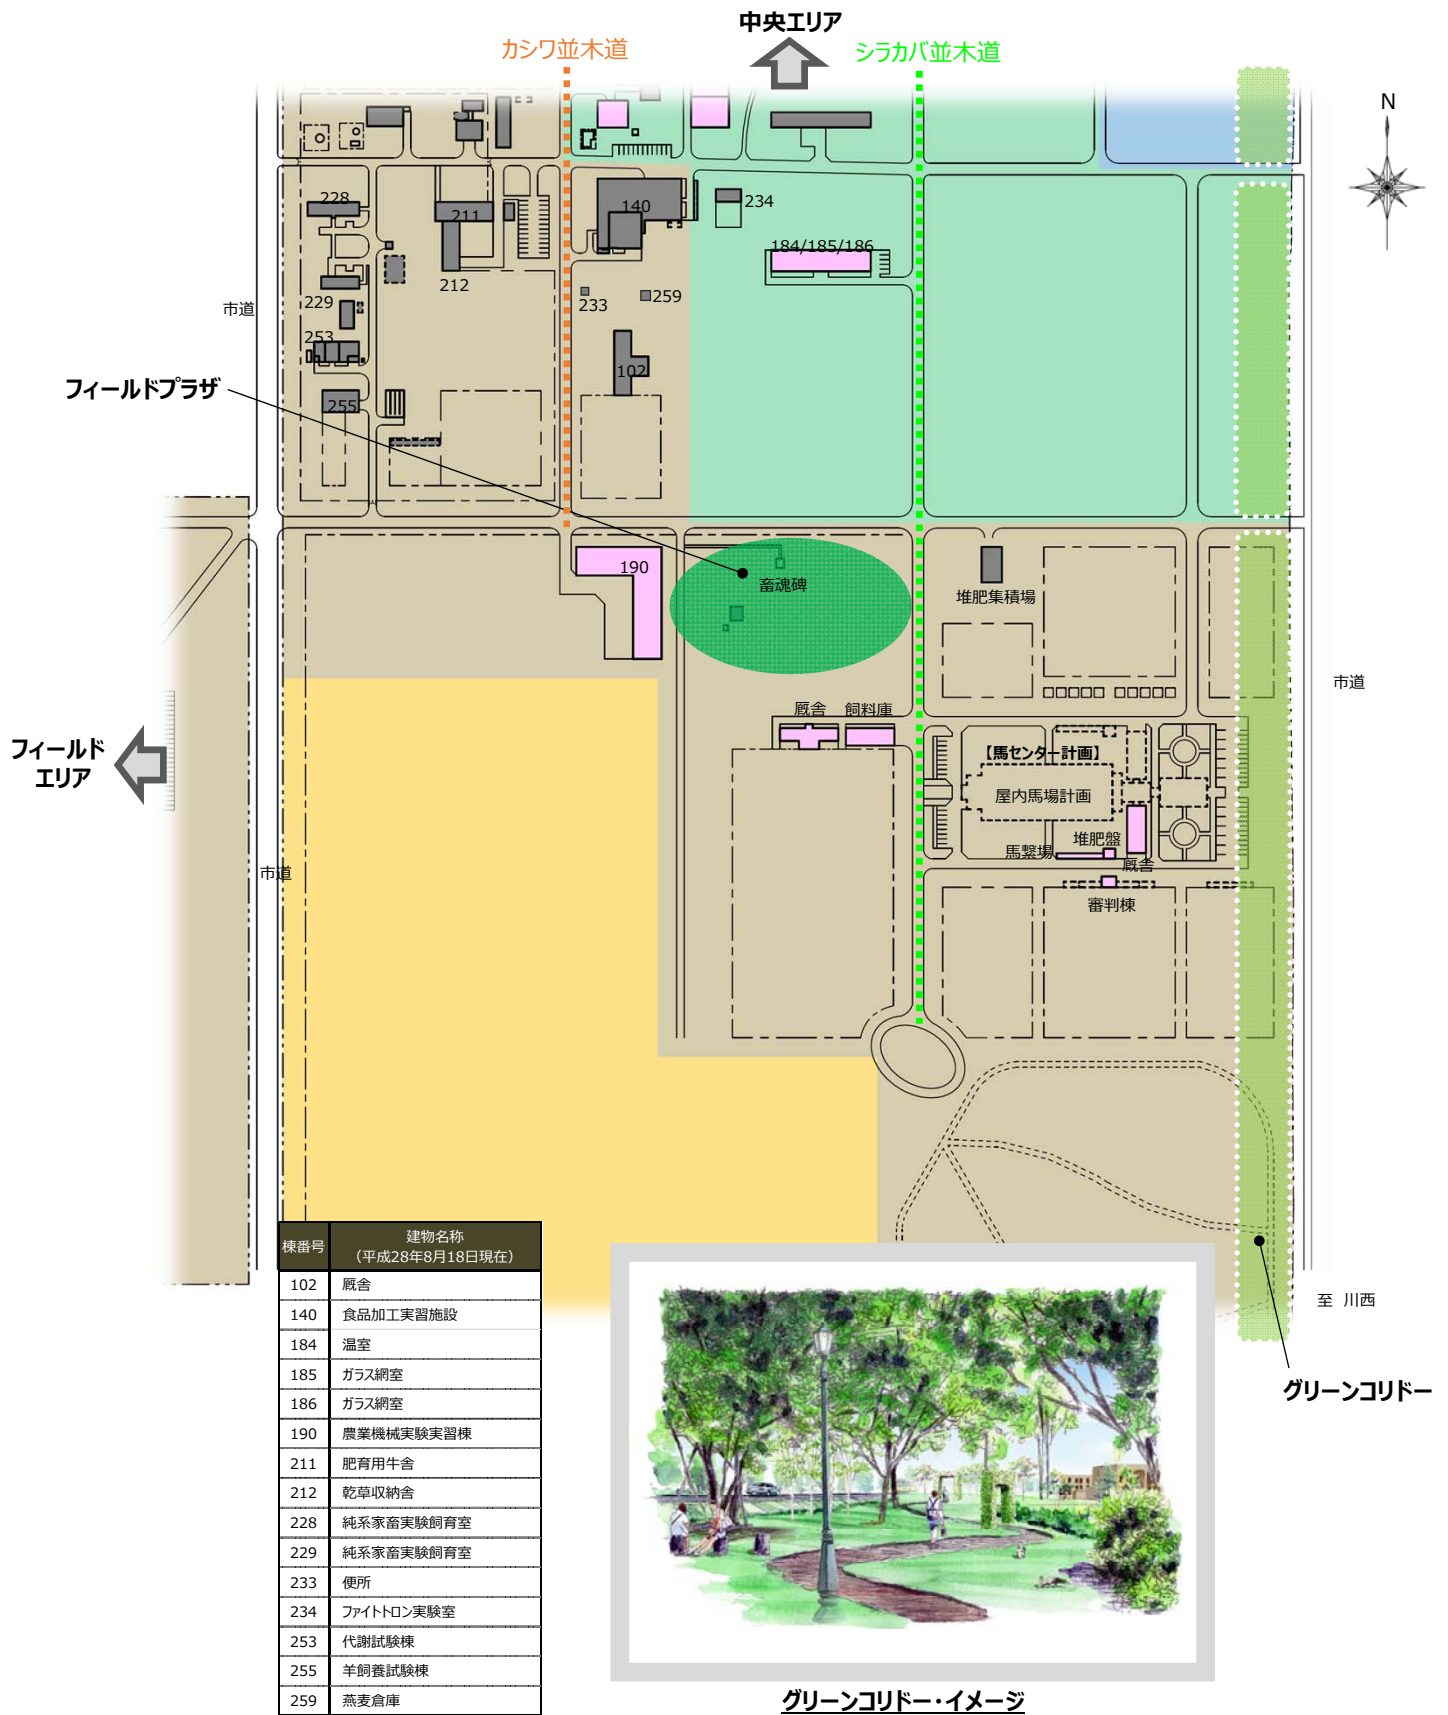 中央エリア
カシワ並木道
シラカバ並木道
N
228
211
140
234
184/185/186
212
229
233
259
市道
253
102
フィールドプラザ
255
190
畜魂碑
堆肥集積場
市道
厩舎
飼料庫
フィールド
エリア
【馬センター計画】
屋内馬場計画
堆肥盤
馬繋場
厩舎
市道
審判棟
棟番号 建物名称
（平成28年8月18日現在）
102 厩舎
140 食品加工実習施設
184 温室
185 ガラス網室
186 ガラス網室
190 農業機械実験実習棟
211 肥育用牛舎
212 乾草収納舎
228 純系家畜実験飼育室
229 純系家畜実験飼育室
233 便所
234 ファイトトロン実験室
253 代謝試験棟
255 羊飼養試験棟
259 燕麦倉庫
至 川西
グリーンコリドー
グリーンコリドー・イメージ